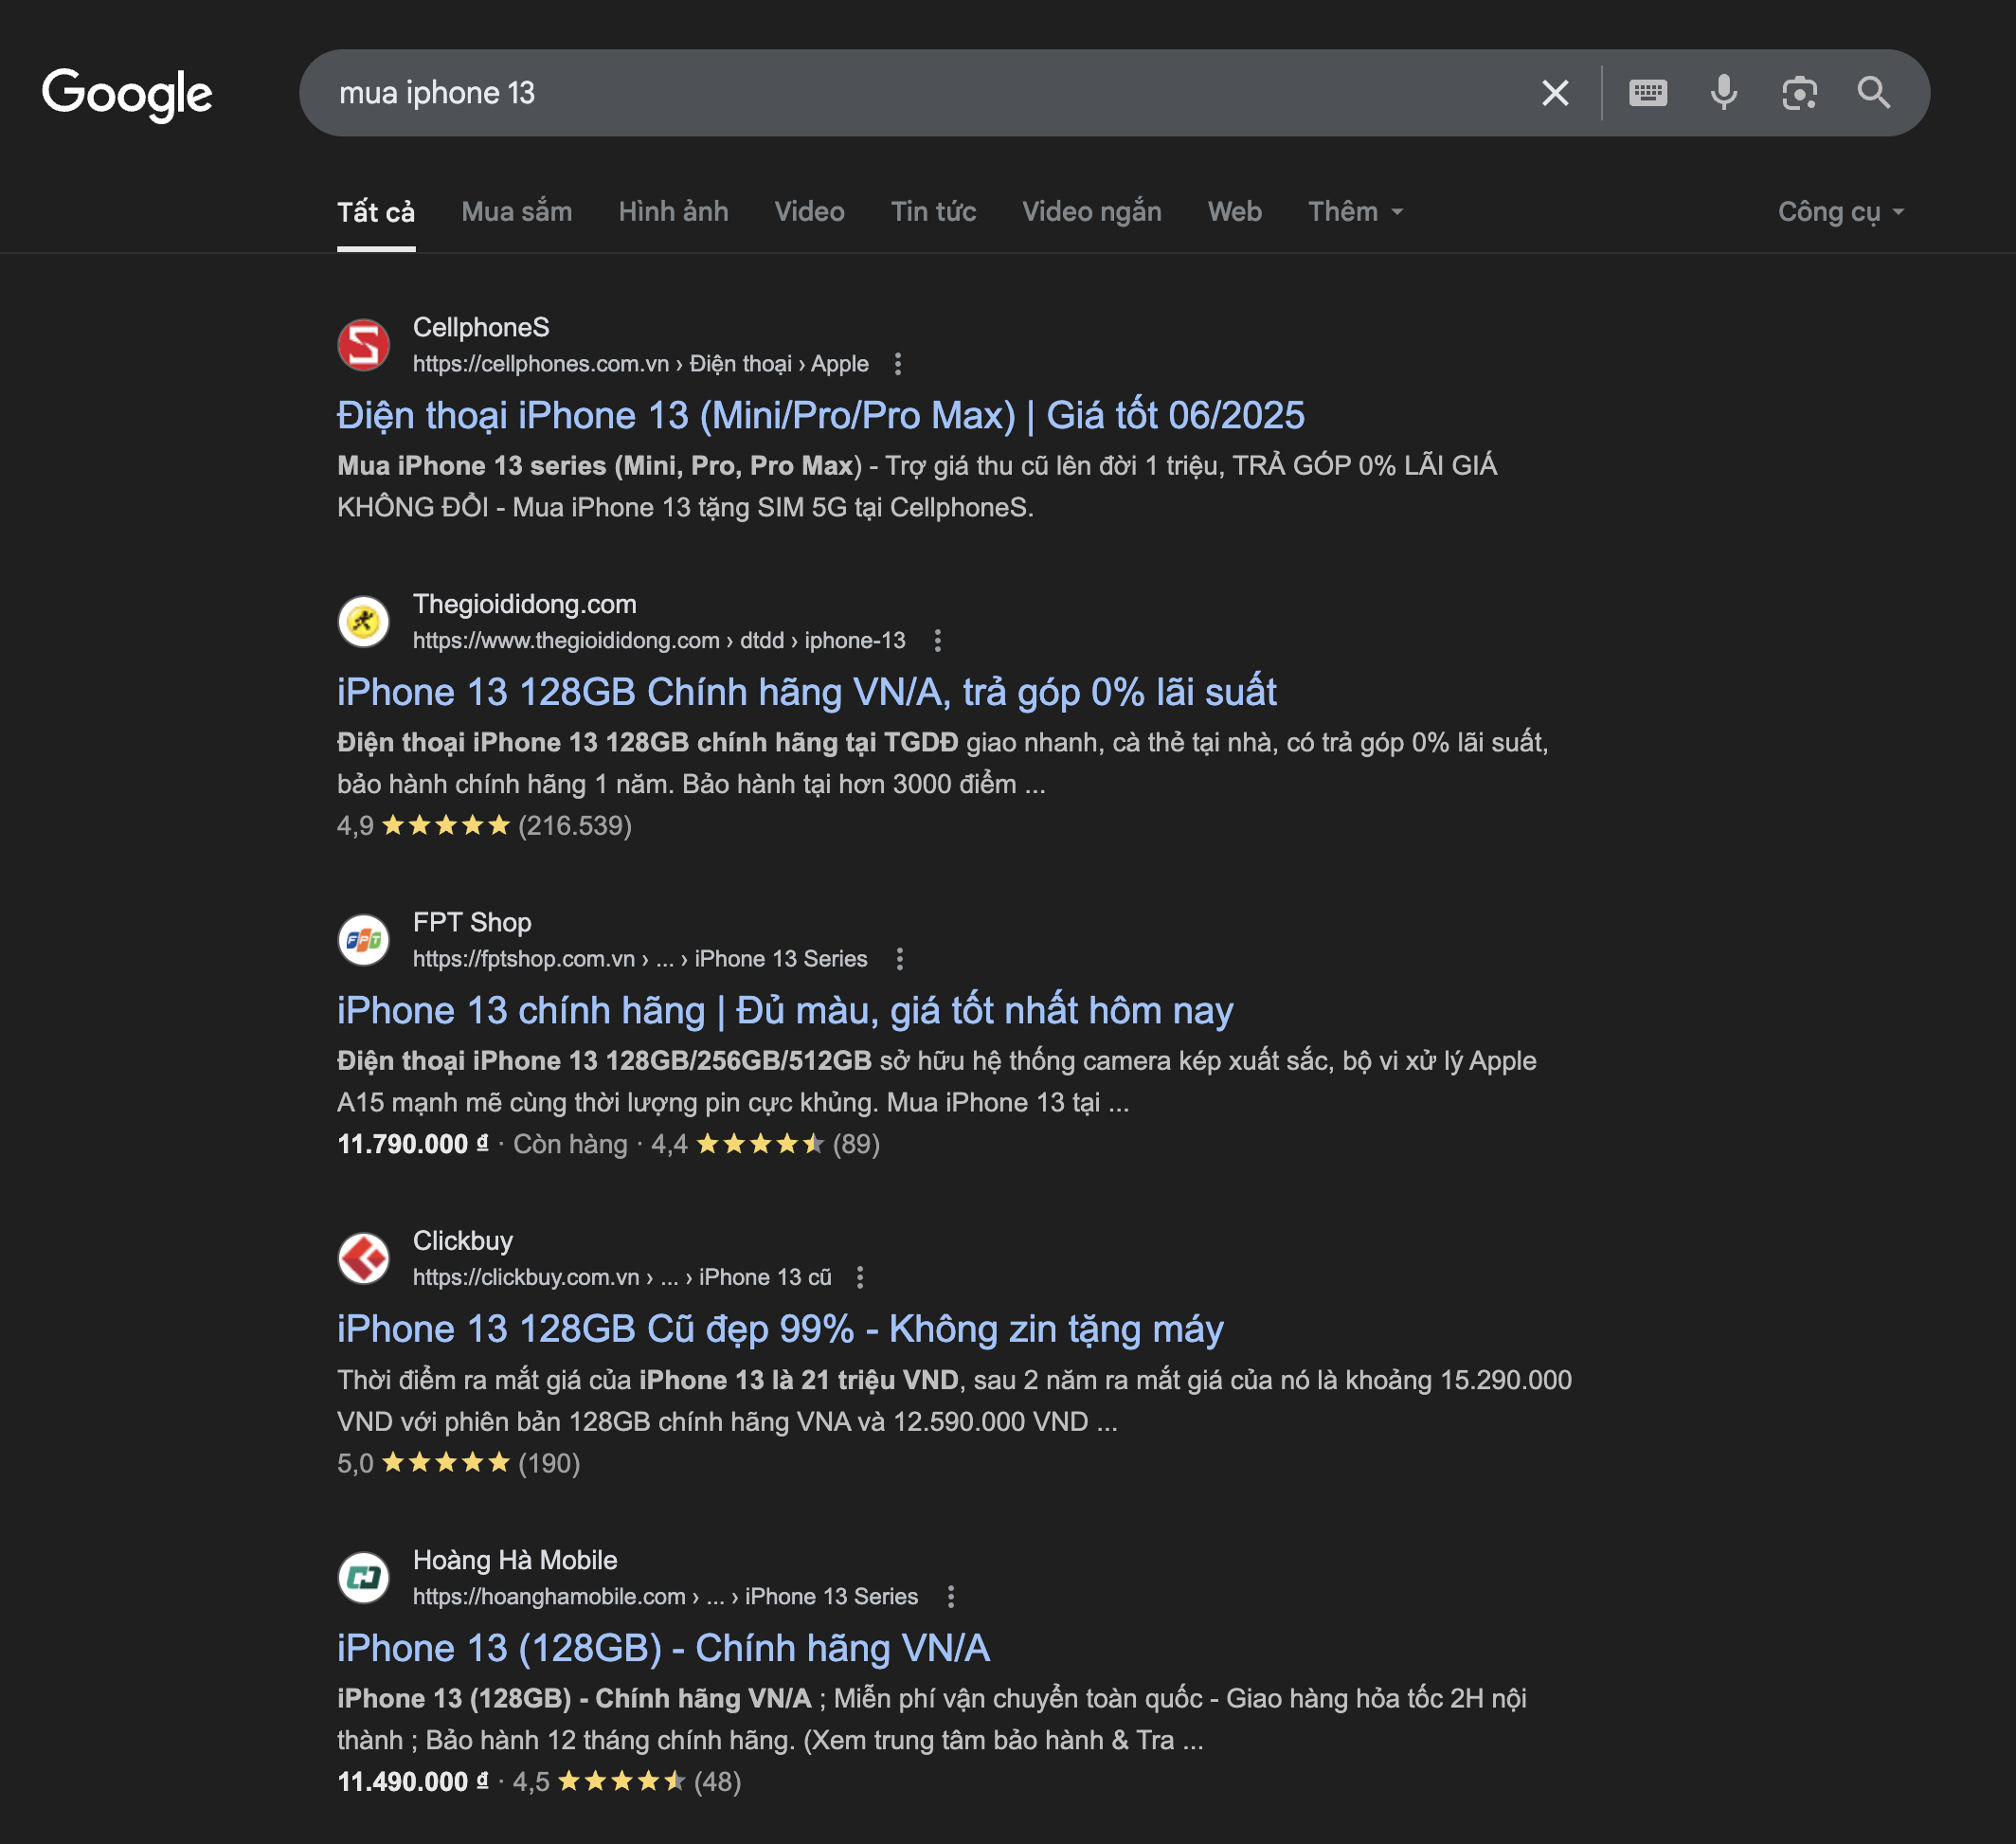 Google
mua iphone 13
Tất cả
Mua sắm
Hình ảnh
Video
Tin tức
Video ngắn
Web
Thêm
Công cụ
CellphoneS
https://cellphones.com.vn › Điện thoại › Apple
Điện thoại iPhone 13 (Mini/Pro/Pro Max) | Giá tốt 06/2025
Mua iPhone 13 series (Mini, Pro, Pro Max) - Trợ giá thu cũ lên đời 1 triệu, TRẢ GÓP 0% LÃI GIÁ
KHÔNG ĐỔI - Mua iPhone 13 tặng SIM 5G tại CellphoneS.
Thegioididong.com
https://www.thegioididong.com › dtdd › iphone-13
iPhone 13 128GB Chính hãng VN/A, trả góp 0% lãi suất
Điện thoại iPhone 13 128GB chính hãng tại TGDĐ giao nhanh, cà thẻ tại nhà, có trả góp 0% lãi suất,
bảo hành chính hãng 1 năm. Bảo hành tại hơn 3000 điểm ...
4,9 ★★★★★ (216.539)
FPT
FPT Shop
https://fptshop.com.vn › ... › iPhone 13 Series
iPhone 13 chính hãng | Đủ màu, giá tốt nhất hôm nay
Điện thoại iPhone 13 128GB/256GB/512GB sở hữu hệ thống camera kép xuất sắc, bộ vi xử lý Apple
A15 mạnh mẽ cùng thời lượng pin cực khủng. Mua iPhone 13 tại ...
11.790.000 ₫ · Còn hàng · 4,4 (89)
Clickbuy
https://clickbuy.com.vn › ... › iPhone 13 cũ
iPhone 13 128GB Cũ đẹp 99% - Không zin tặng máy
Thời điểm ra mắt giá của iPhone 13 là 21 triệu VND, sau 2 năm ra mắt giá của nó là khoảng 15.290.000
VND với phiên bản 128GB chính hãng VNA và 12.590.000 VND ...
5,0 ★★★★★ (190)
Hoàng Hà Mobile
https://hoanghamobile.com › ... › iPhone 13 Series
iPhone 13 (128GB) - Chính hãng VN/A
iPhone 13 (128GB) - Chính hãng VN/A ; Miễn phí vận chuyển toàn quốc - Giao hàng hỏa tốc 2H nội
thành ; Bảo hành 12 tháng chính hãng. (Xem trung tâm bảo hành & Tra ...
11.490.000 ₫ · 4,5 (48)